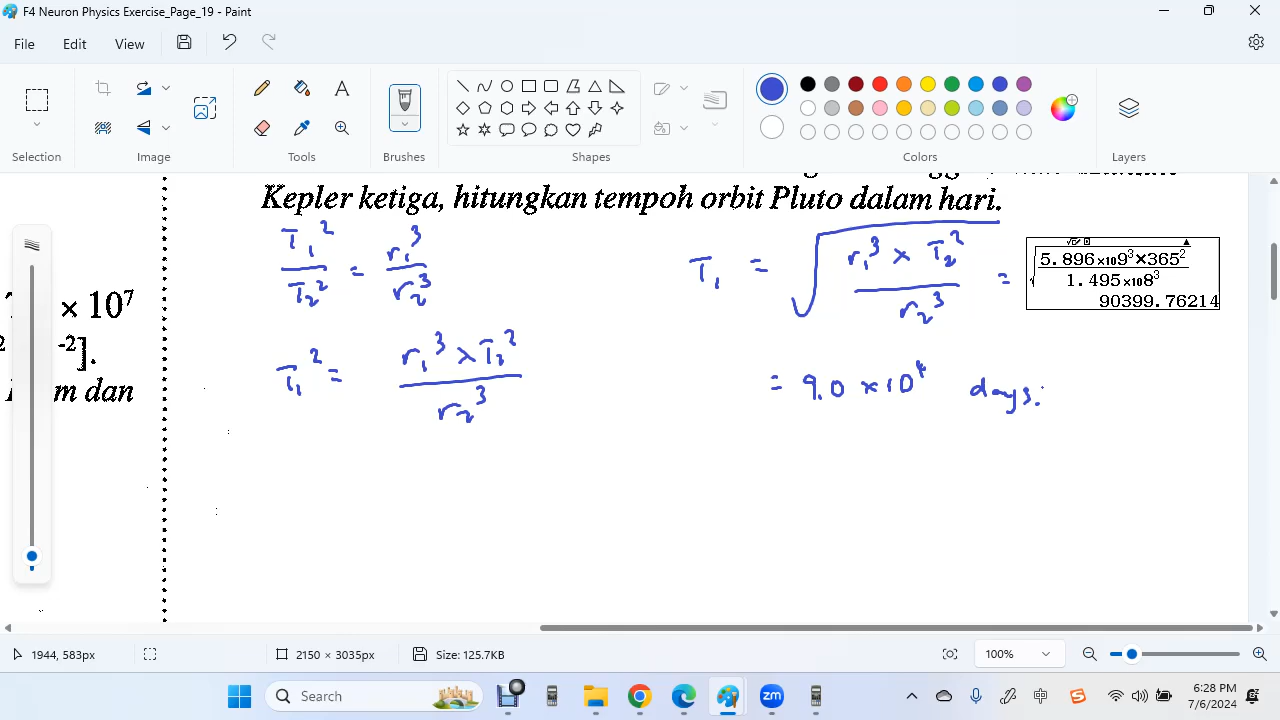 F4 Neuron Physics Exercise_Page_19 - Paint
File Edit View
Selection Image Tools Brushes Shapes Colors Layers
Kepler ketiga, hitungkan tempoh orbit Pluto dalam hari.
T₁²/T₂² = r₁³/r₂³
T₁ = √(r₁³ × T₂² / r₂³) =
√(5.896×10⁹³×365² / 1.495×10⁸³)
90399.76214
× 10⁷
-2].
m dan
T₁² = r₁³ × T₂² / r₂³
= 9.0 × 10⁴ days.
1944, 583px
2150 × 3035px
Size: 125.7KB
100%
Search
zm
中
6:28 PM
7/6/2024